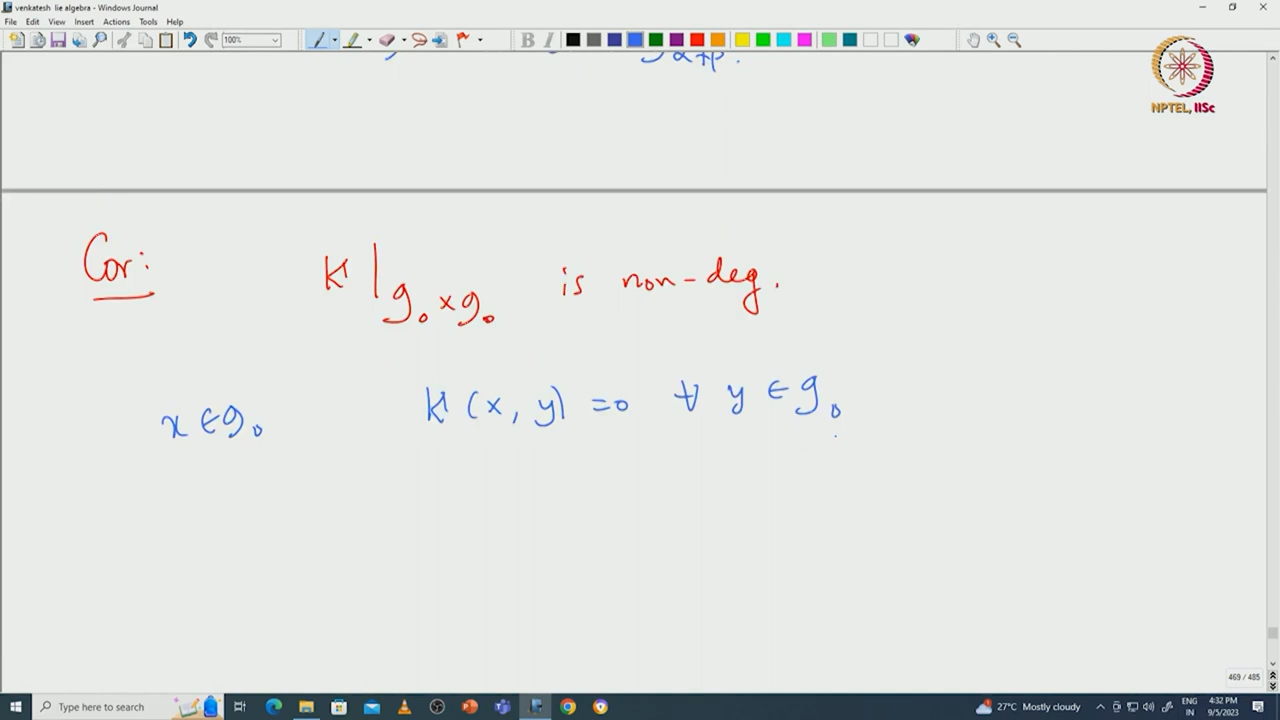 venkatesh lie algebra - Windows Journal
File Edit View Insert Actions Tools Help
100%
B I
g α+β .
NPTEL, IISc
Cor: K | g₀ × g₀ is non-deg.
x ∈ g₀ K (x, y) = 0 ∀ y ∈ g₀
469 / 485
Type here to search
27°C Mostly cloudy
ENG
IN
4:32 PM
9/5/2023